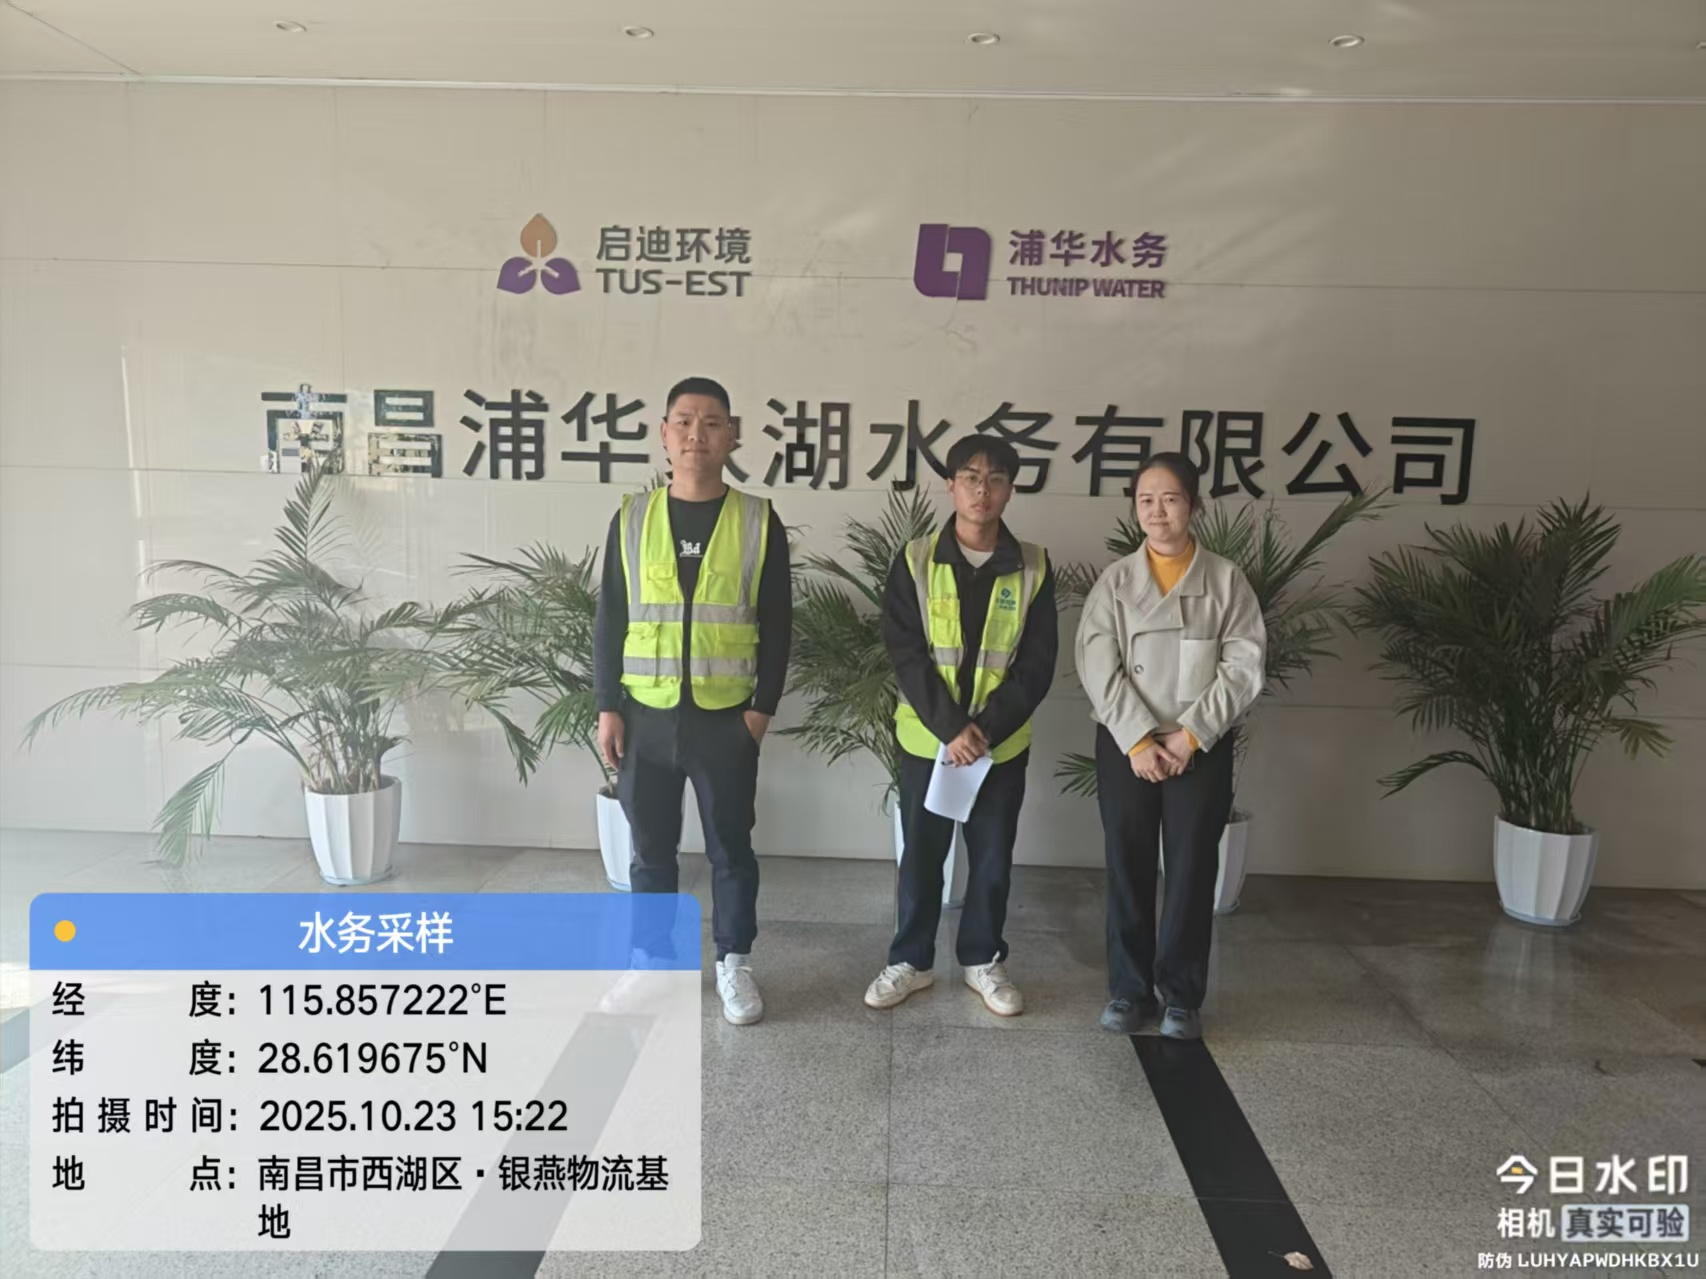 启迪环境
TUS-EST
浦华水务
THUNIP WATER
南昌浦华象湖水务有限公司
Bd
水务采样
经度：115.857222°E
纬度：28.619675°N
拍摄时间：2025.10.23 15:22
地点：南昌市西湖区·银燕物流基
地
今日水印
相机 真实可验
防伪 LUHYAPWDHKBX1U